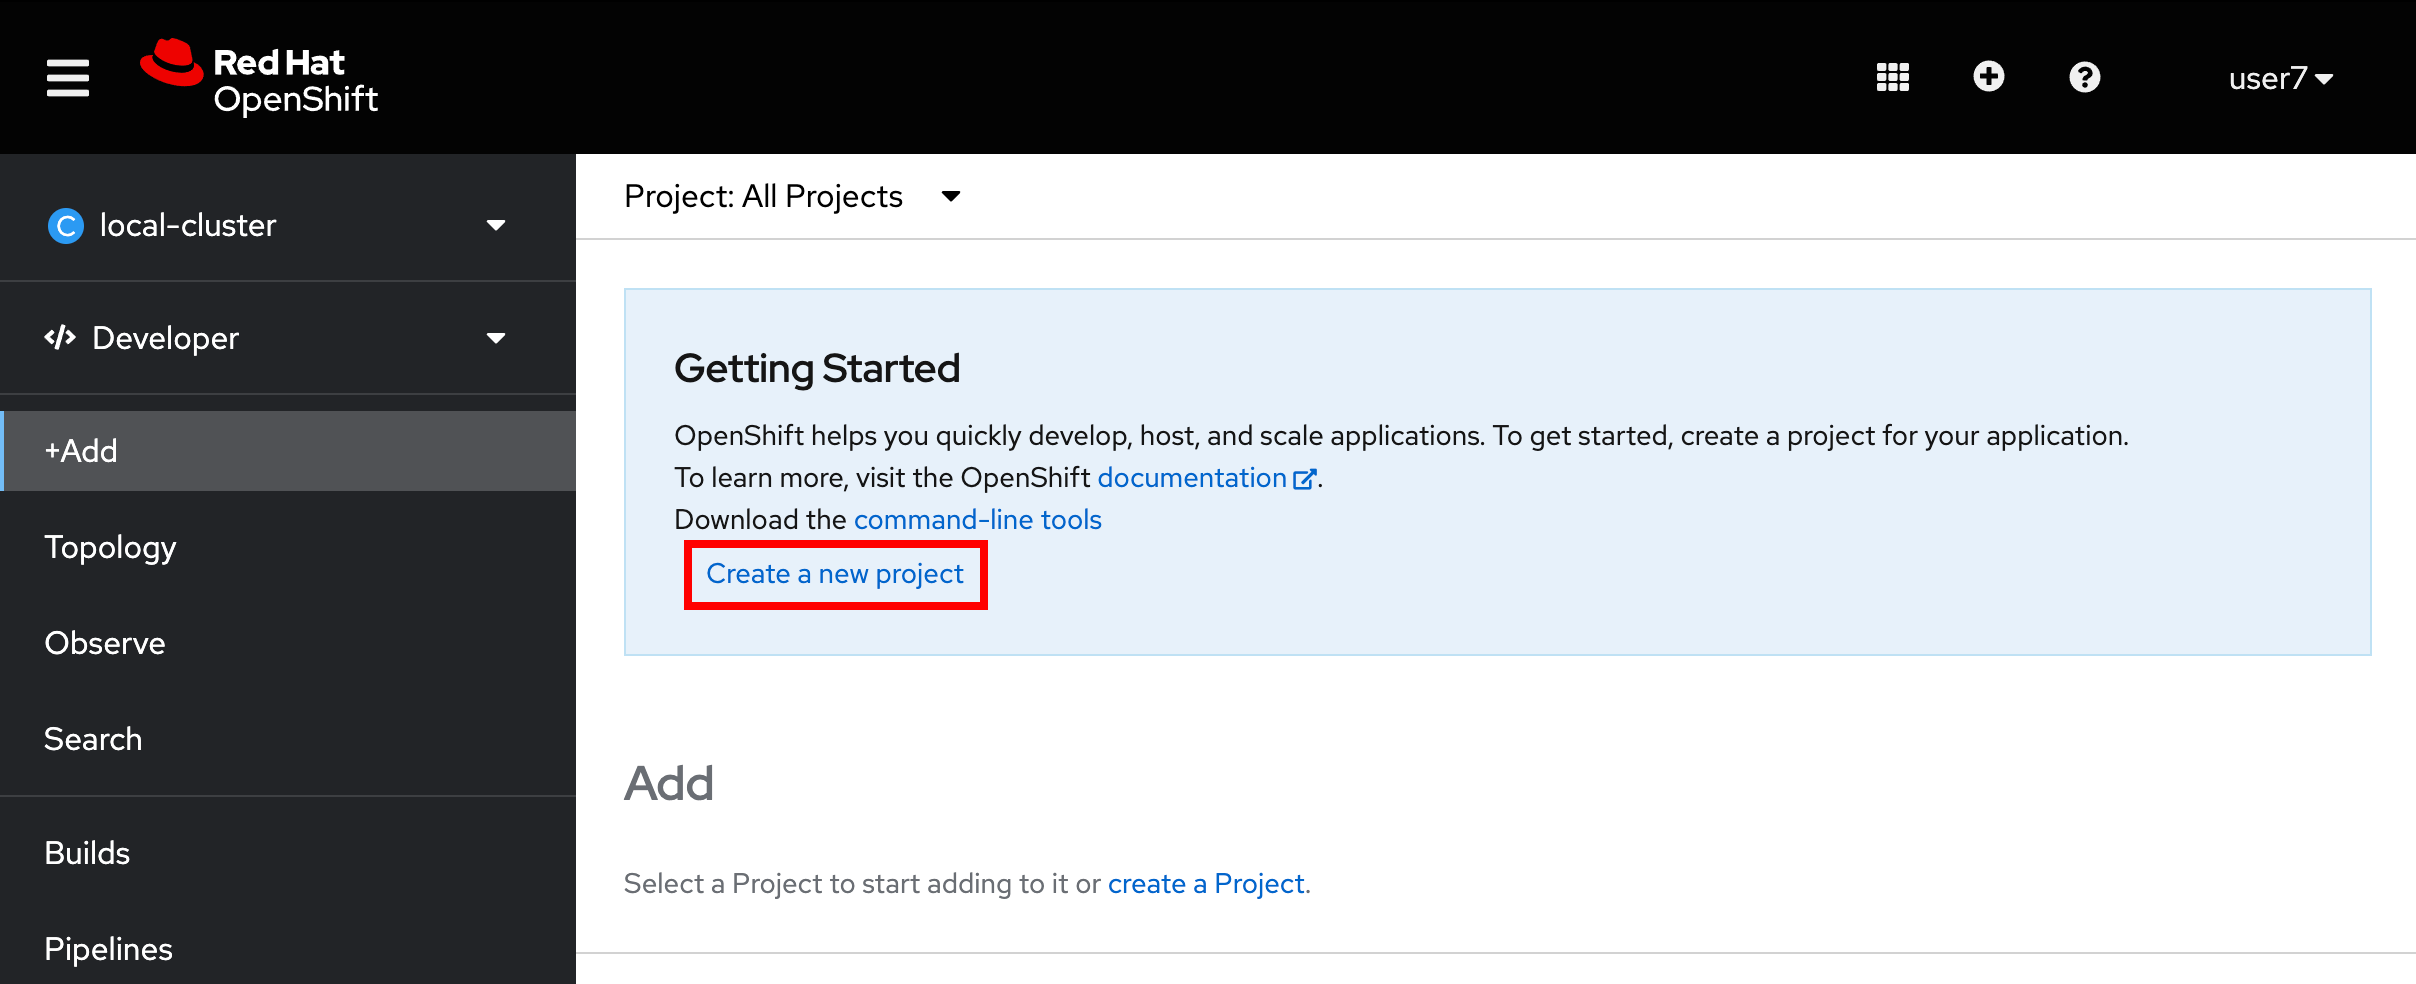 Red Hat
OpenShift
user7
local-cluster
Developer
+Add
Topology
Observe
Search
Builds
Pipelines
Project: All Projects
Getting Started
OpenShift helps you quickly develop, host, and scale applications. To get started, create a project for your application.
To learn more, visit the OpenShift documentation.
Download the command-line tools
Create a new project
Add
Select a Project to start adding to it or create a Project.